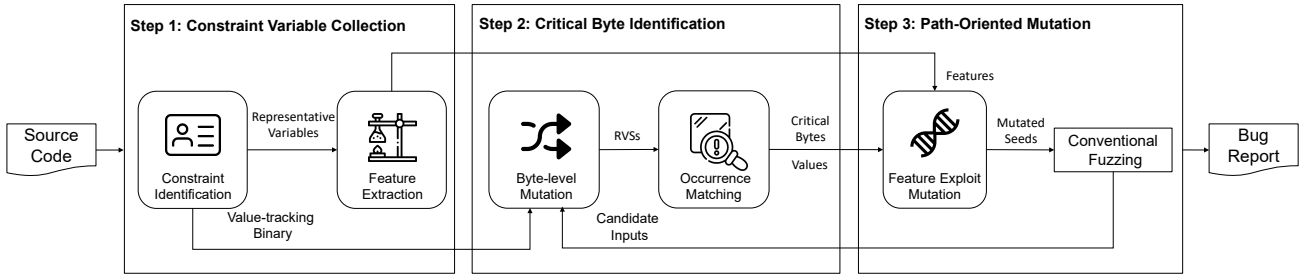 Step 1: Constraint Variable Collection
Step 2: Critical Byte Identification
Step 3: Path-Oriented Mutation
Source
Code
Constraint
Identification
Representative
Variables
Feature
Extraction
Value-tracking
Binary
Byte-level
Mutation
RVSs
Occurrence
Matching
Candidate
Inputs
Critical
Bytes
Values
Features
Feature Exploit
Mutation
Mutated
Seeds
Conventional
Fuzzing
Bug
Report